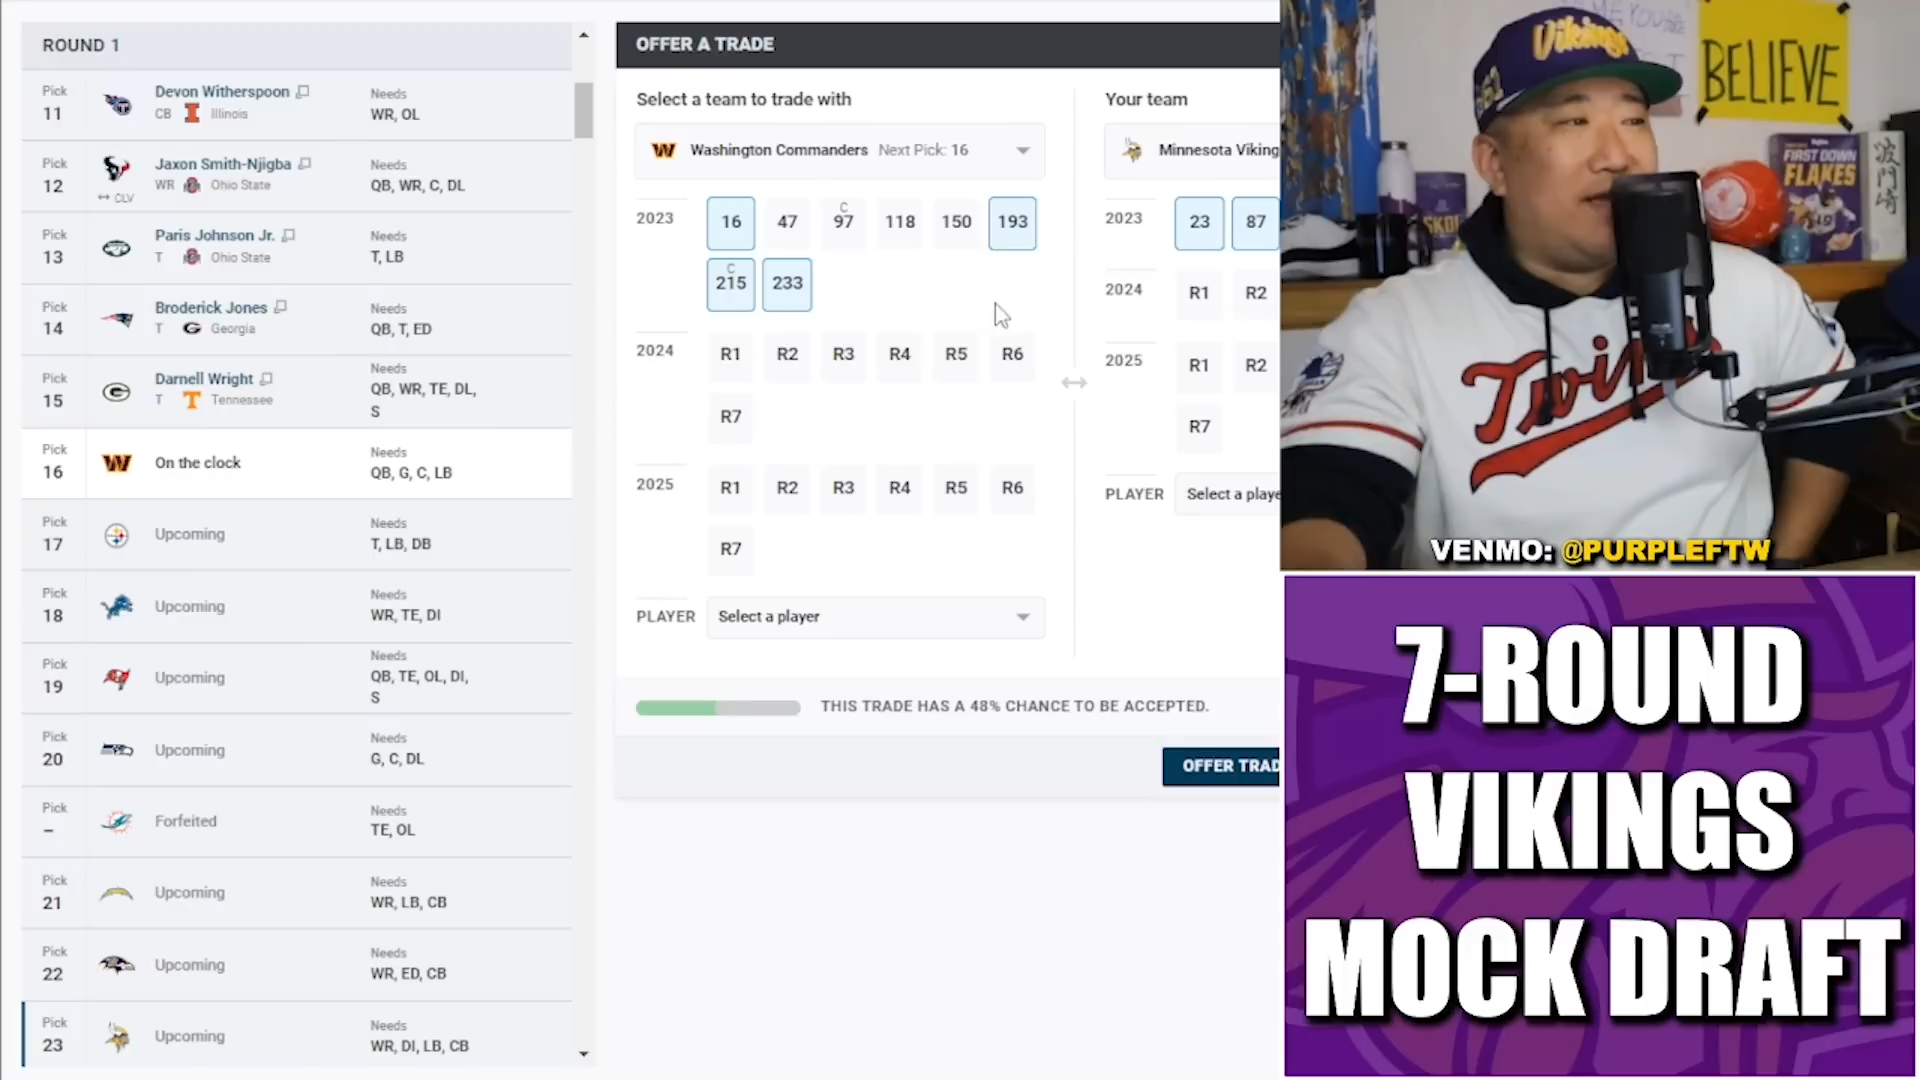 ROUND 1
Pick 11 Devon Witherspoon CB Illinois Needs WR, OL
Pick 12 CLV Jaxon Smith-Njigba WR Ohio State Needs QB, WR, C, DL
Pick 13 Paris Johnson Jr. T Ohio State Needs T, LB
Pick 14 Broderick Jones T Georgia Needs QB, T, ED
Pick 15 Darnell Wright T Tennessee Needs QB, WR, TE, DL, S
Pick 16 On the clock Needs QB, G, C, LB
Pick 17 Upcoming Needs T, LB, DB
Pick 18 Upcoming Needs WR, TE, DI
Pick 19 Upcoming Needs QB, TE, OL, DI, S
Pick 20 Upcoming Needs G, C, DL
Pick – Forfeited Needs TE, OL
Pick 21 Upcoming Needs WR, LB, CB
Pick 22 Upcoming Needs WR, ED, CB
Pick 23 Upcoming Needs WR, DI, LB, CB
OFFER A TRADE
Select a team to trade with
Washington Commanders Next Pick: 16
2023 16 47 C 97 118 150 193
C 215 233
2024 R1 R2 R3 R4 R5 R6
R7
2025 R1 R2 R3 R4 R5 R6
R7
PLAYER Select a player
Your team
Minnesota Viking
2023 23 87
2024 R1 R2
2025 R1 R2
R7
PLAYER Select a playe
THIS TRADE HAS A 48% CHANCE TO BE ACCEPTED.
OFFER TRAD
Vikings
BELIEVE
FIRST DOWN
FLAKES
SKOL
Twins
VENMO: @PURPLEFTW
7-ROUND
VIKINGS
MOCK DRAFT